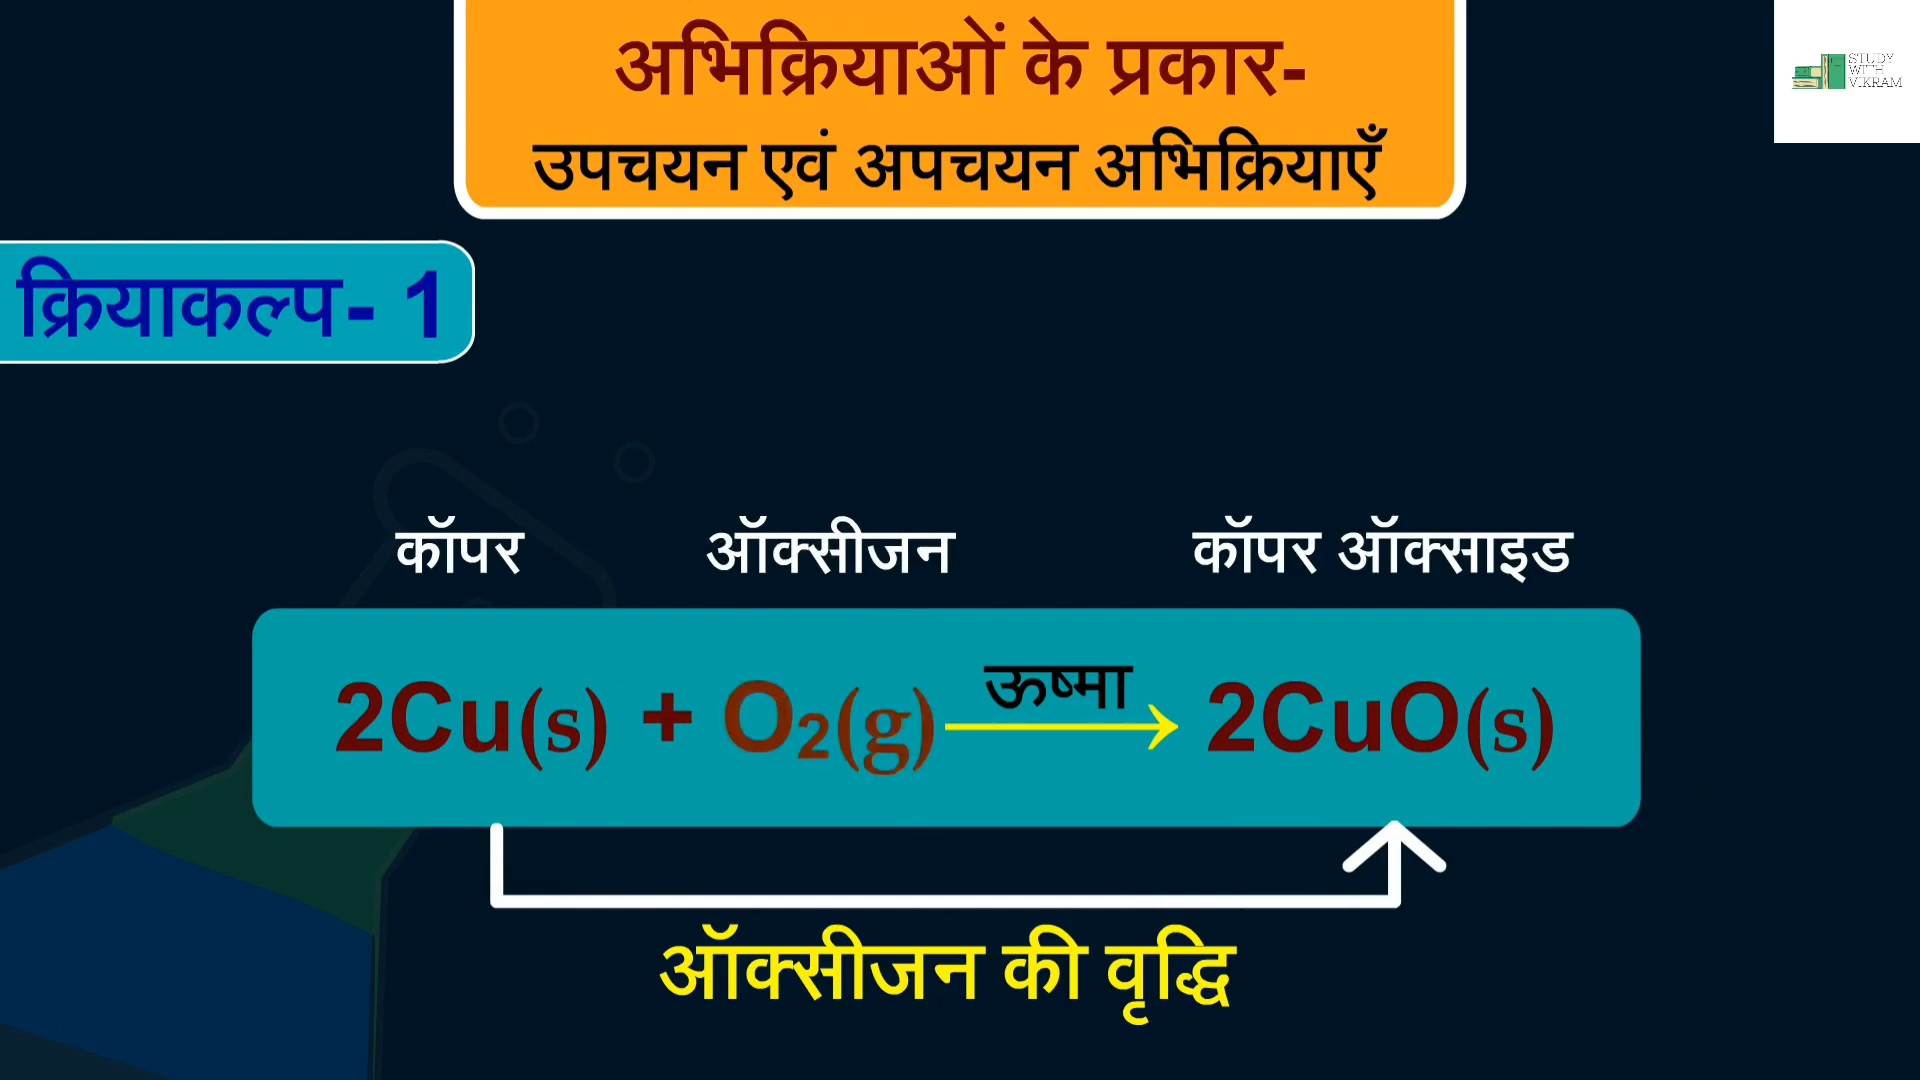 अभिक्रियाओं के प्रकार-
उपचयन एवं अपचयन अभिक्रियाएँ
STUDY
WITH
VIKRAM
क्रियाकल्प- 1
कॉपर ऑक्सीजन कॉपर ऑक्साइड
ऊष्मा
2Cu(s) + O₂(g) → 2CuO(s)
ऑक्सीजन की वृद्धि